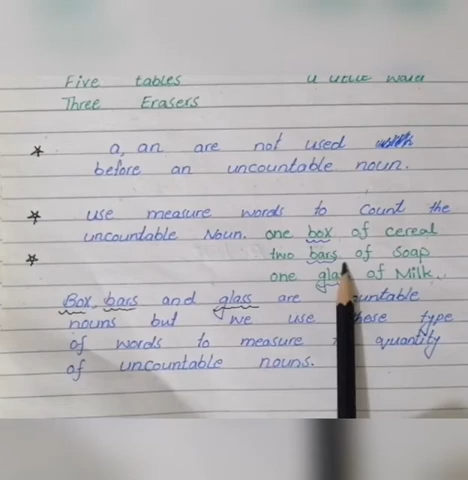 Five tables
Three Erasers
* a, an are not used
before an uncountable noun.
* use measure words to count the
uncountable Noun. one box of cereal
* two bars of soap
one of Milk.
Box, bars and glass are
nouns but we use type
of words to measure quantity
of uncountable nouns.